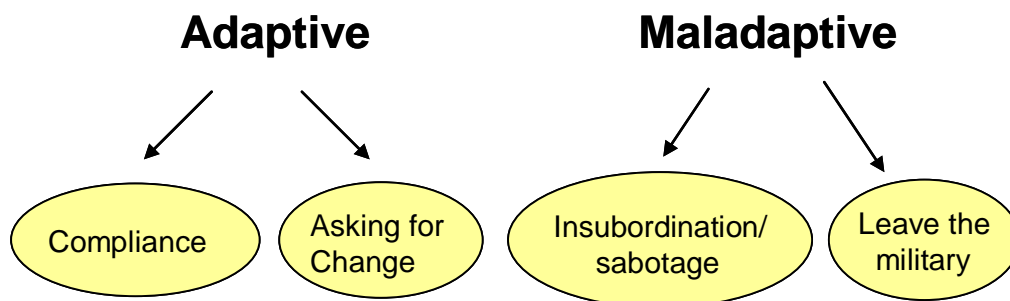 Adaptive
Maladaptive
Compliance
Asking for
Change
Insubordination/
sabotage
Leave the
military